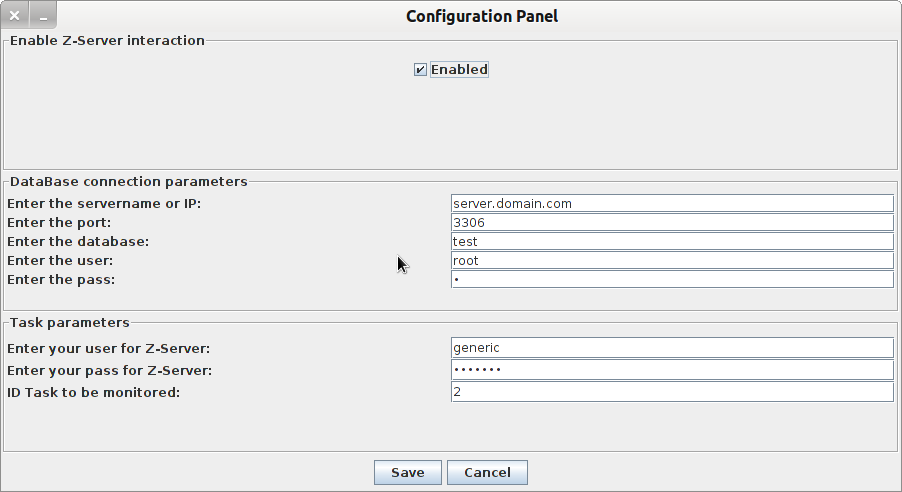 Configuration Panel
Enable Z-Server interaction
Enabled
DataBase connection parameters
Enter the servername or IP: server.domain.com
Enter the port: 3306
Enter the database: test
Enter the user: root
Enter the pass: •
Task parameters
Enter your user for Z-Server: generic
Enter your pass for Z-Server: •••••••
ID Task to be monitored: 2
Save Cancel